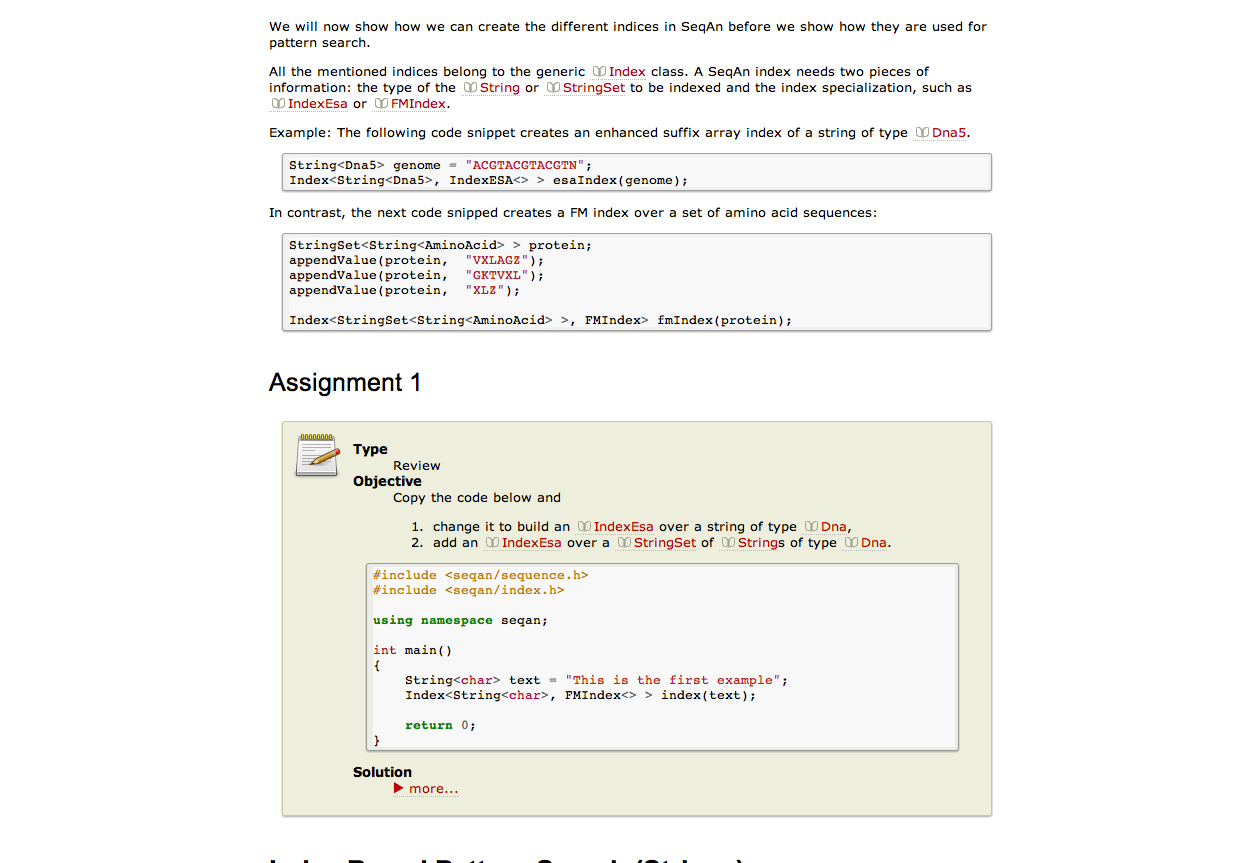 We will now show how we can create the different indices in SeqAn before we show how they are used for
pattern search.
All the mentioned indices belong to the generic Index class. A SeqAn index needs two pieces of
information: the type of the String or StringSet to be indexed and the index specialization, such as
IndexEsa or FMIndex.
Example: The following code snippet creates an enhanced suffix array index of a string of type Dna5.
String<Dna5> genome = "ACGTACGTACGTN";
Index<String<Dna5>, IndexESA<> > esaIndex(genome);
In contrast, the next code snipped creates a FM index over a set of amino acid sequences:
StringSet<String<AminoAcid> > protein;
appendValue(protein,  "VXLAGZ");
appendValue(protein,  "GKTVXL");
appendValue(protein,  "XLZ");
Index<StringSet<String<AminoAcid> >, FMIndex> fmIndex(protein);
Assignment 1
Type
Review
Objective
Copy the code below and
1. change it to build an IndexEsa over a string of type Dna,
2. add an IndexEsa over a StringSet of Strings of type Dna.
#include <seqan/sequence.h>
#include <seqan/index.h>
using namespace seqan;
int main()
{
    String<char> text = "This is the first example";
    Index<String<char>, FMIndex<> > index(text);
    return 0;
}
Solution
more...